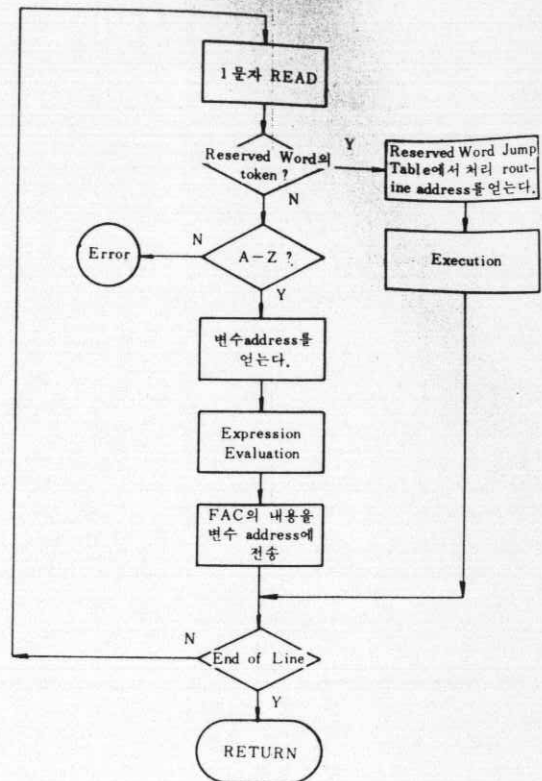 1 문자 READ
Reserved Word의
token ?
Y
Reserved Word Jump
Table에서 처리 rout-
ine address를 얻는다.
N
Error
N
A－Z ?
Execution
Y
변수address를
얻는다.
Expression
Evaluation
FAC의 내용을
변수 address에
전송
N
End of Line
Y
RETURN